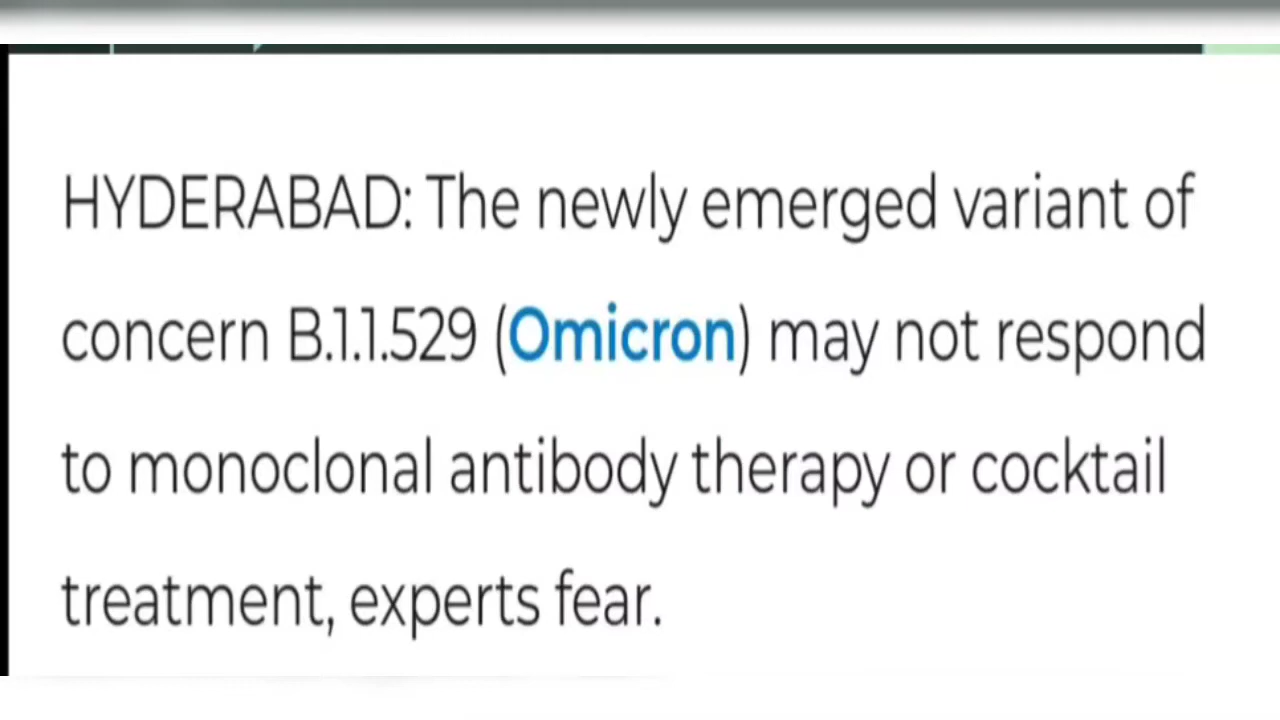 HYDERABAD: The newly emerged variant of
concern B.1.1.529 (Omicron) may not respond
to monoclonal antibody therapy or cocktail
treatment, experts fear.